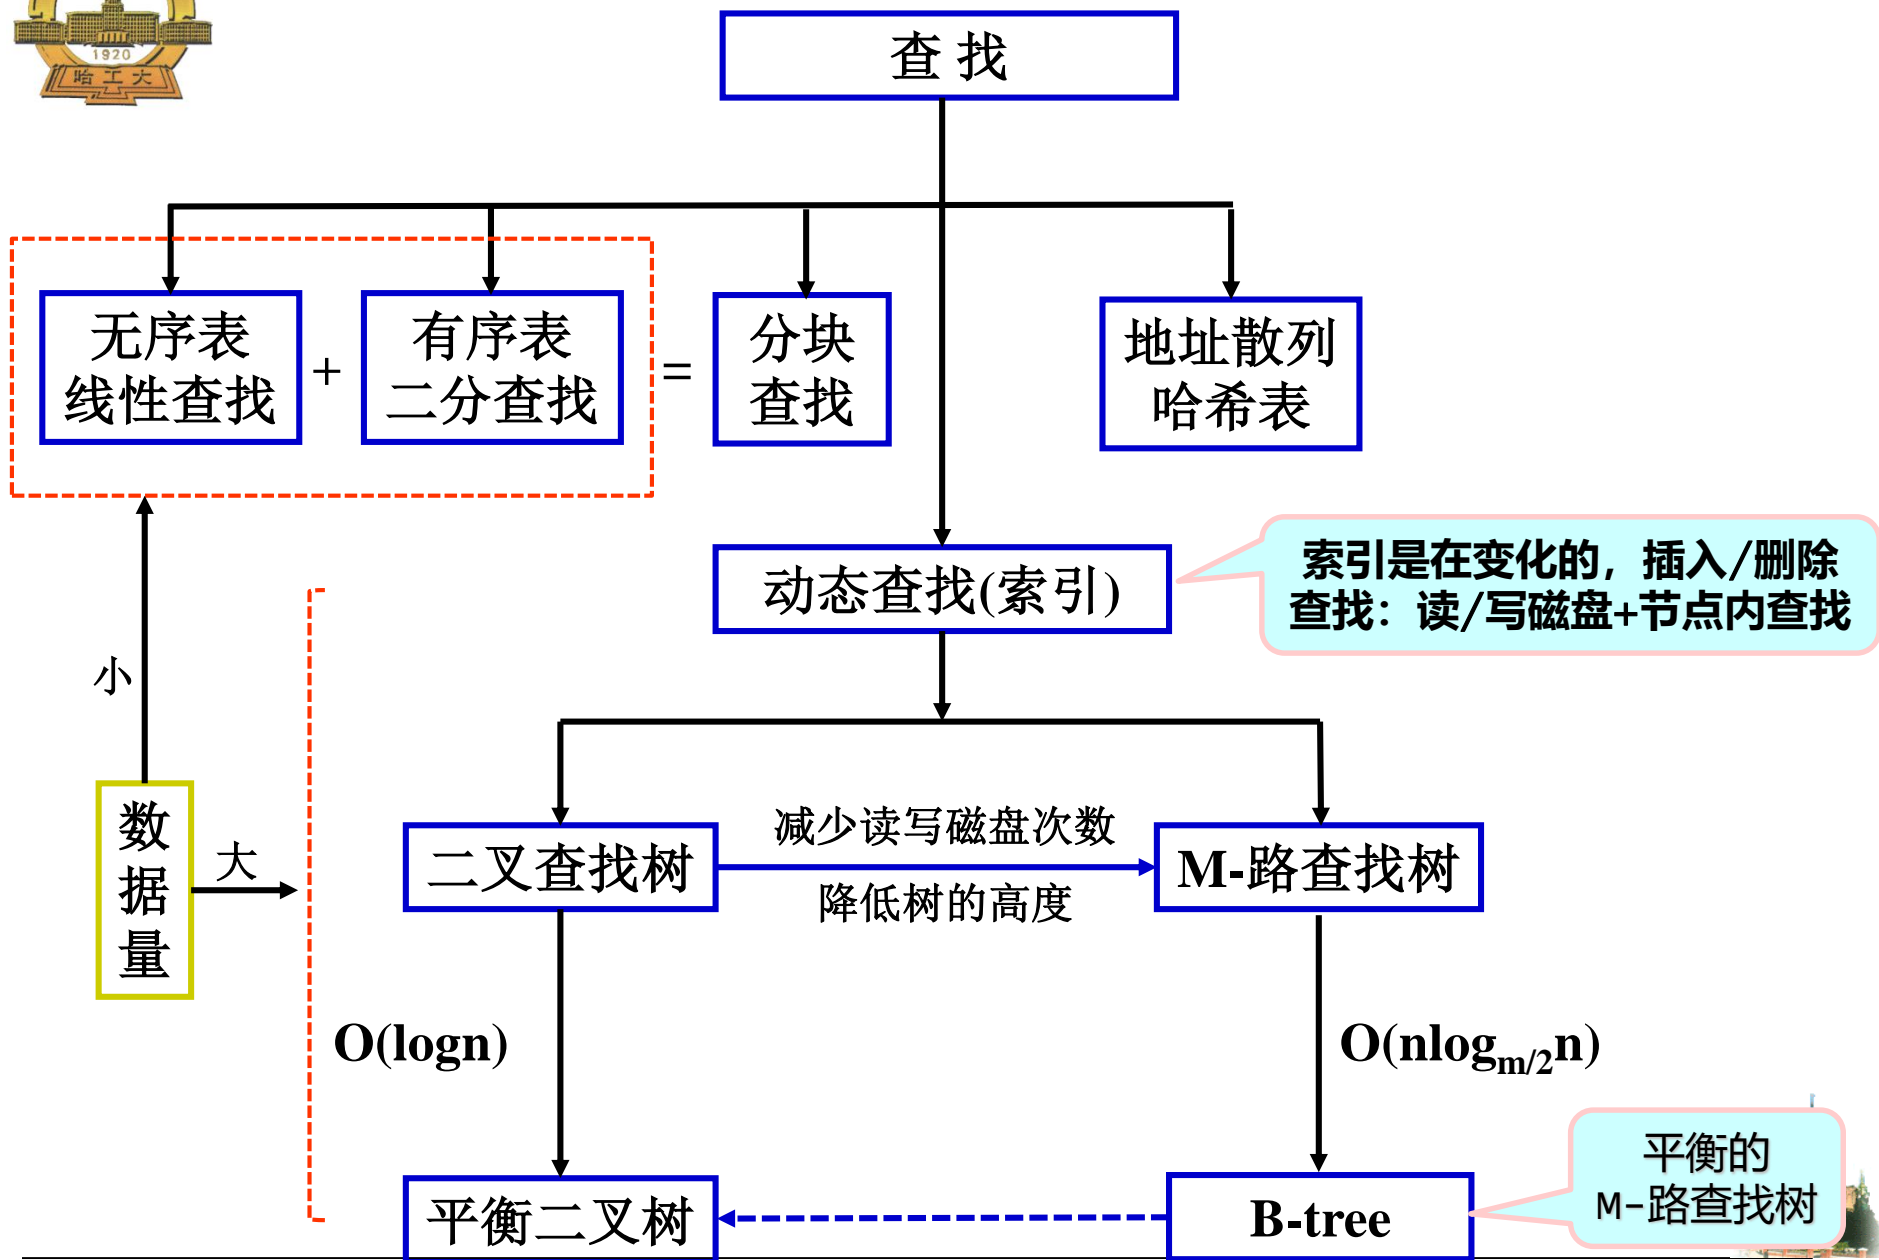 1920
哈工大
查 找
无序表
线性查找
+
有序表
二分查找
=
分块
查找
地址散列
哈希表
动态查找(索引)
索引是在变化的，插入/删除
查找：读/写磁盘+节点内查找
小
数
据
量
大
二叉查找树
减少读写磁盘次数
降低树的高度
M-路查找树
O(logn)
O(nlog_{m/2}n)
平衡二叉树
B-tree
平衡的
M-路查找树